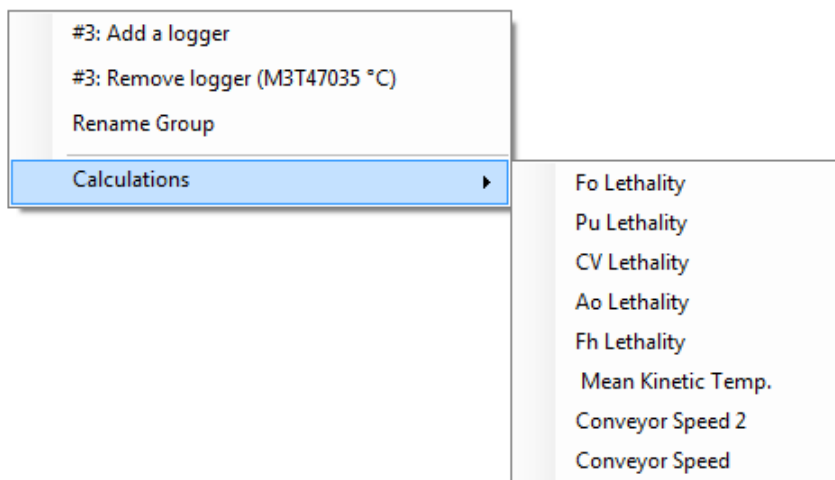 #3: Add a logger
#3: Remove logger (M3T47035 °C)
Rename Group
Calculations
Fo Lethality
Pu Lethality
CV Lethality
Ao Lethality
Fh Lethality
Mean Kinetic Temp.
Conveyor Speed 2
Conveyor Speed